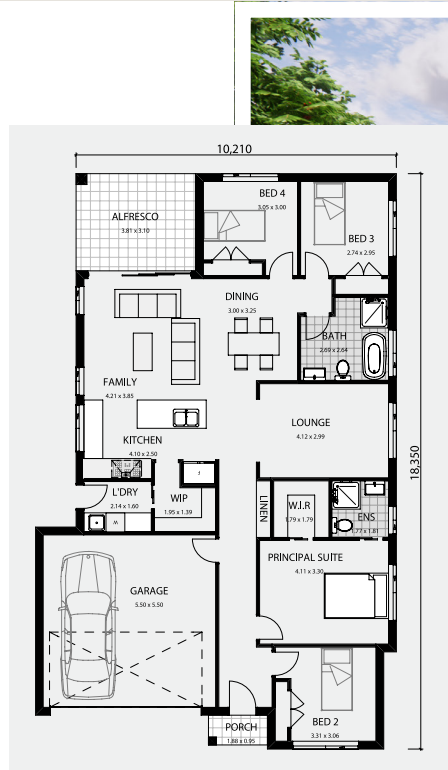 10,210
BED 4
3.05 x 3.00
ALFRESCO
3.81 x 3.10
BED 3
2.74 x 2.95
DINING
3.00 x 3.25
BATH
2.69 x 2.64
FAMILY
4.21 x 3.85
LOUNGE
4.12 x 2.99
KITCHEN
4.10 x 2.50
18,350
f
L'DRY
2.14 x 1.60
W
WIP
1.95 x 1.39
LINEN
W.I.R
1.79 x 1.79
ENS
1.77 x 1.81
PRINCIPAL SUITE
4.11 x 3.30
GARAGE
5.50 x 5.50
BED 2
3.31 x 3.06
PORCH
1.88 x 0.95